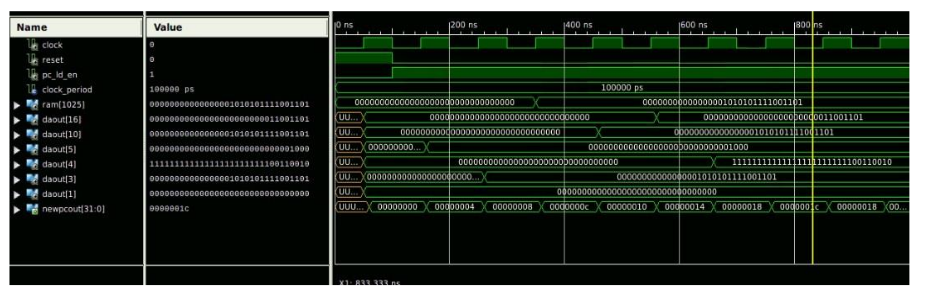 Name Value 0 ns 200 ns 400 ns 600 ns 800 ns
clock 0
reset 0
pc_ld_en 1
clock_period 100000 ps 100000 ps
ram[1025] 00000000000000001010101111001101 00000000000000000000000000000000 00000000000000001010101111001101
daout[16] 00000000000000000000000011001101 UU... 00000000000000000000000000000000 00000000000000000000000011001101
daout[10] 00000000000000001010101111001101 UU... 00000000000000000000000000000000 00000000000000001010101111001101
daout[5] 00000000000000000000000000001000 UU... 000000000... 00000000000000000000000000001000
daout[4] 11111111111111111111111100110010 UU... 00000000000000000000000000000000 11111111111111111111111100110010
daout[3] 00000000000000001010101111001101 UU... 00000000000000000000... 00000000000000001010101111001101
daout[1] 00000000000000000000000000000000 UU... 00000000000000000000000000000000
newpcout[31:0] 0000001c UUU... 00000000 00000004 00000008 0000000c 00000010 00000014 00000018 0000001c 00000018 00...
X1: 833.333 ns